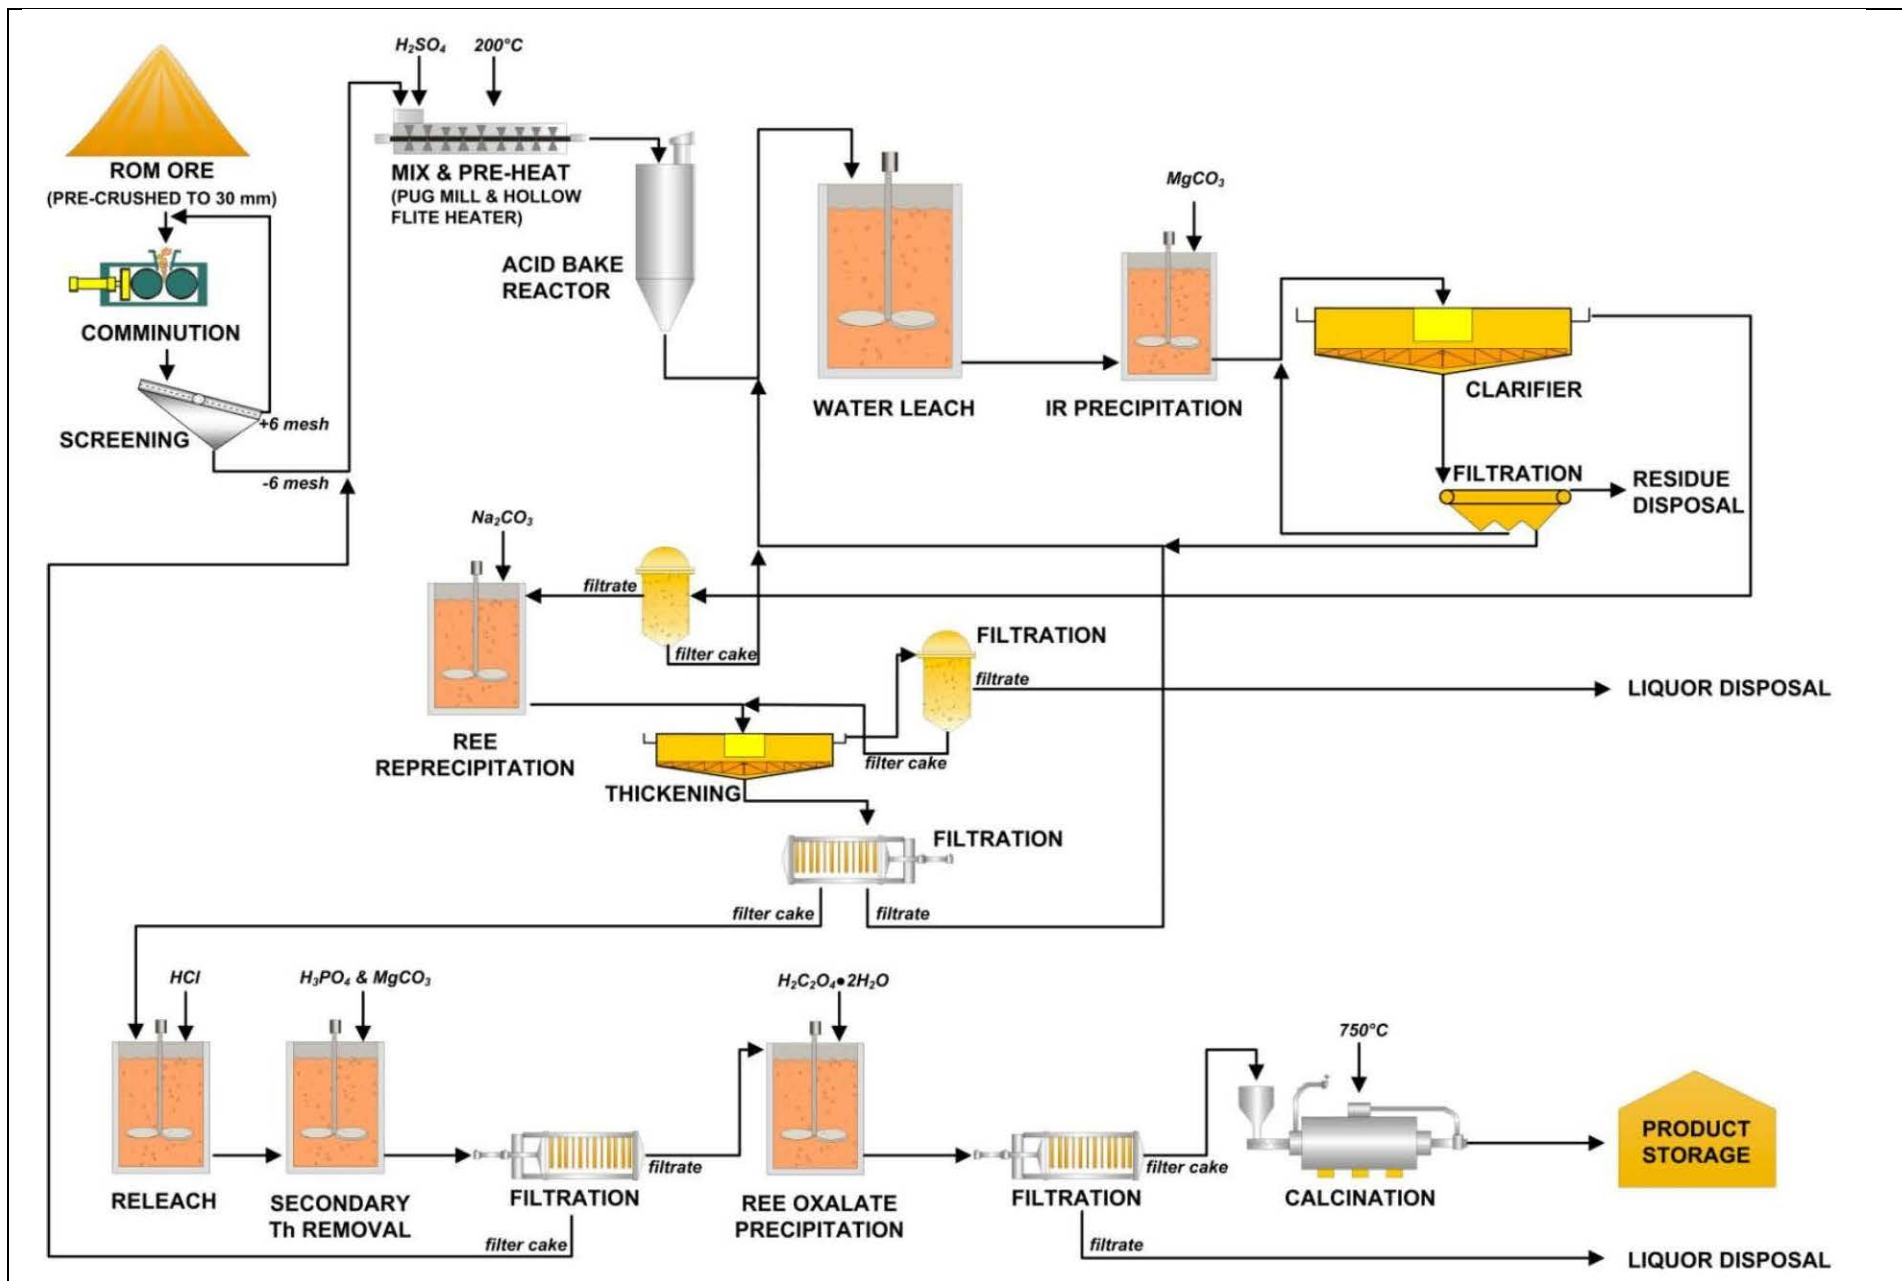 H₂SO₄
200°C
ROM ORE
(PRE-CRUSHED TO 30 mm)
COMMINUTION
SCREENING
+6 mesh
-6 mesh
MIX & PRE-HEAT
(PUG MILL & HOLLOW
FLITE HEATER)
ACID BAKE
REACTOR
WATER LEACH
MgCO₃
IR PRECIPITATION
CLARIFIER
FILTRATION
RESIDUE
DISPOSAL
Na₂CO₃
filtrate
filter cake
REE
REPRECIPITATION
FILTRATION
filtrate
LIQUOR DISPOSAL
filter cake
THICKENING
FILTRATION
filter cake
filtrate
HCl
RELEACH
H₃PO₄ & MgCO₃
SECONDARY
Th REMOVAL
FILTRATION
filtrate
filter cake
H₂C₂O₄●2H₂O
REE OXALATE
PRECIPITATION
FILTRATION
filter cake
filtrate
750°C
CALCINATION
PRODUCT
STORAGE
LIQUOR DISPOSAL